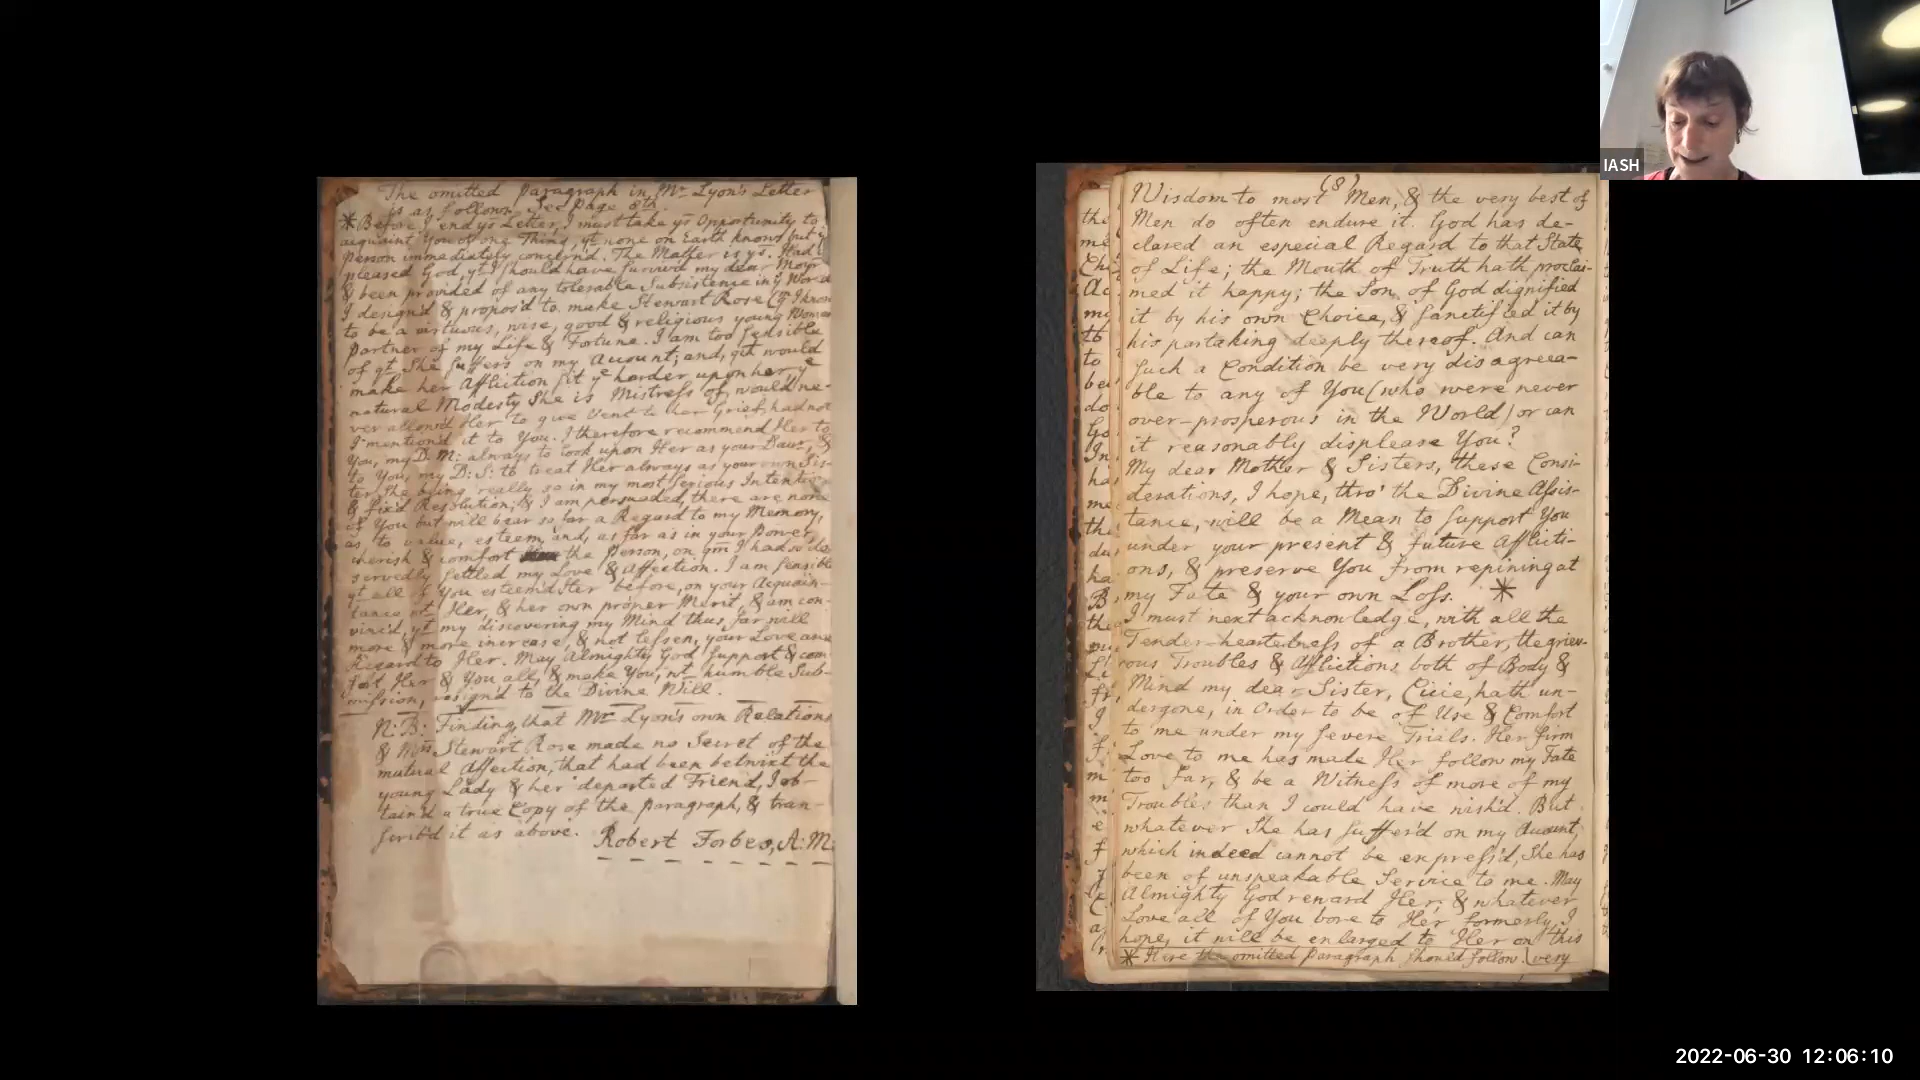 The omitted Paragraph in Mr Lyon's Letter
is as follows. See Page 8th.
* Before I end ys Letter, I must take ys Opportunity to
acquaint You of one Thing, yt none on Earth knows but ye
person immediately concern'd. The Matter is ys. Had it
pleased God, yt I should have surviv'd my dear
& been provided of any tolerable Subsistence in ye World
I design'd & propos'd to make Stewart Rose (qm I know
to be a virtuous, wise, good & religious young Woman
partner of my Life & Fortune. I am too sensible
of qt She suffers on my Account; and, qt would
make her Affliction sit ye harder upon her, ye
natural Modesty She is Mistress of, would ne-
ver allow'd Her to give Vent to her Grief, had not
I mention'd it to You. I therefore recommend Her to
You, my D: M: always to look upon Her as your Daur, &
to You, my D: S: to treat Her always as your own Sis-
ter, She being really so in my most serious Intentions
& fix'd Resolution; & I am persuaded, there are none
of You but will bear so far a Regard to my Memory,
as to value, esteem, and, as far as in your Power,
cherish & comfort the Person, on qm I had so de
servedly settled my Love & Affection. I am sensible
yt all of You esteem'd Her before, on your Acquain-
tance wt Her, & her own proper Merit, & am con-
vinc'd, yt my discovering my Mind thus far will
more & more increase, & not lessen, your Love and
Regard to Her. May Almighty God support & com-
fort Her & You all, & make You, wt humble Sub-
mission, resign'd to the Divine Will.
N: B: Finding, that Mr Lyon's own Relations
& Mrs Stewart Rose made no Secret of the
mutual Affection, that had been betwixt the
young Lady & her departed Friend, I ob-
tain'd a true Copy of the paragraph, & tran-
scrib'd it as above. Robert Forbes, A: M:
(8)
Wisdom to most Men, & the very best of
Men do often endure it. God has de-
clared an especial Regard to that State
of Life; the Mouth of Truth hath proclai-
med it happy; the Son of God dignified
it by his own Choice, & sanctified it by
his partaking deeply thereof. And can
such a Condition be very disagreea-
ble to any of You (who were never
over-prosperous in the World) or can
it reasonably displease You?
My dear Mother & Sisters, these Consi-
derations, I hope, thro' the Divine Assis-
tance, will be a Mean to support You
under your present & future Afflicti-
ons, & preserve You from repining at
my Fate & your own Loss. *
I must next acknowledge, with all the
Tender-heartedness of a Brother, the griev-
ous Troubles & Afflictions both of Body &
Mind my dear Sister, Cicie, hath un-
dergone, in Order to be of Use & Comfort
to me under my severe Trials. Her firm
Love to me has made Her follow my Fate
too far, & be a Witness of more of my
Troubles than I could have wish'd. But
whatever She has suffer'd on my Account,
which indeed cannot be express'd, She has
been of unspeakable Service to me. May
Almighty God reward Her; & whatever
Love all of You bore to Her formerly, I
hope, it will be enlarged to Her on this
* Here the omitted Paragraph should follow. (very
IASH
2022-06-30 12:06:10